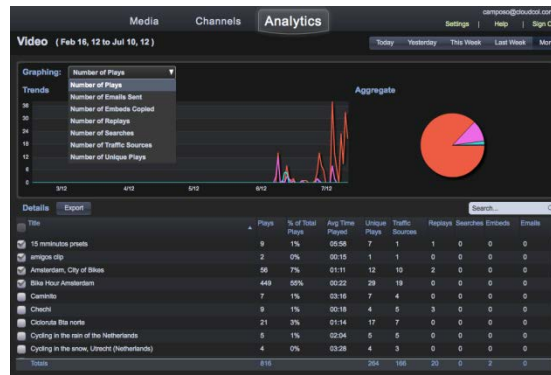 camposo@cloudcol.com
Media Channels Analytics
Settings | Help | Sign
Video ( Feb 16, 12 to Jul 10, 12 )
Today Yesterday This Week Last Week Mon
Graphing: Number of Plays
Number of Plays
Number of Emails Sent
Number of Embeds Copied
Number of Replays
Number of Searches
Number of Traffic Sources
Number of Unique Plays
Trends
Aggregate
36
30
24
18
12
6
0
3/12 4/12 5/12 6/12 7/12
Details Export Search...
Title Plays % of Total Plays Avg Time Played Unique Plays Traffic Sources Replays Searches Embeds Emails
15 mminutos prsets 9 1% 05:58 7 1 1 0 0 0
amigos clip 2 0% 00:15 1 1 0 0 0 0
Amsterdam, City of Bikes 56 7% 01:11 12 10 2 0 0 0
Bike Hour Amsterdam 449 55% 00:22 29 19 0 0 0 0
Caminito 7 1% 03:16 7 4 0 0 0 0
Chechi 9 1% 00:18 4 5 3 0 0 0
Cicloruta Bta norte 21 3% 01:14 17 7 0 0 0 0
Cycling in the rain of the Netherlands 5 1% 02:04 5 5 0 0 0 0
Cycling in the snow, Utrecht (Netherlands) 4 0% 03:28 4 3 0 0 0 0
Totals 816 264 166 20 0 2 0